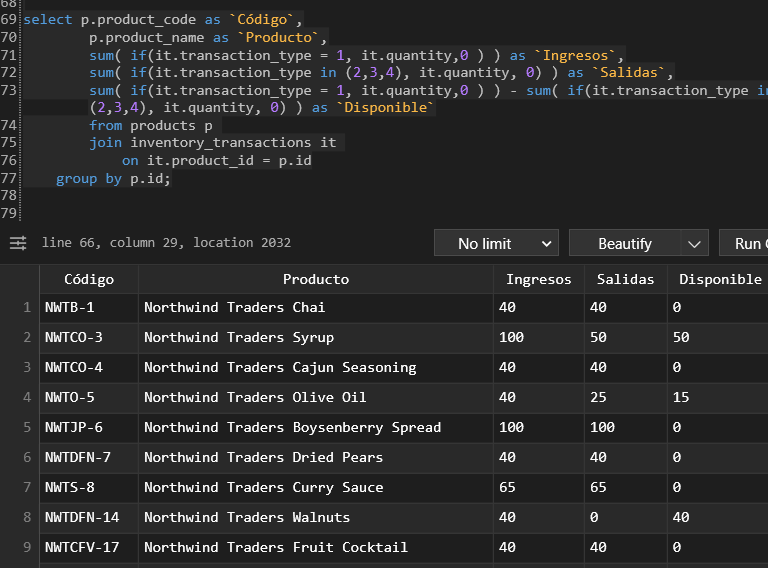 68
69 select p.product_code as `Código`,
70 p.product_name as `Producto`,
71 sum( if(it.transaction_type = 1, it.quantity,0 ) ) as `Ingresos`,
72 sum( if(it.transaction_type in (2,3,4), it.quantity, 0) ) as `Salidas`,
73 sum( if(it.transaction_type = 1, it.quantity,0 ) ) - sum( if(it.transaction_type in
(2,3,4), it.quantity, 0) ) as `Disponible`
74 from products p
75 join inventory_transactions it
76 on it.product_id = p.id
77 group by p.id;
78
79
line 66, column 29, location 2032 No limit Beautify Run
Código Producto Ingresos Salidas Disponible
1 NWTB-1 Northwind Traders Chai 40 40 0
2 NWTCO-3 Northwind Traders Syrup 100 50 50
3 NWTCO-4 Northwind Traders Cajun Seasoning 40 40 0
4 NWTO-5 Northwind Traders Olive Oil 40 25 15
5 NWTJP-6 Northwind Traders Boysenberry Spread 100 100 0
6 NWTDFN-7 Northwind Traders Dried Pears 40 40 0
7 NWTS-8 Northwind Traders Curry Sauce 65 65 0
8 NWTDFN-14 Northwind Traders Walnuts 40 0 40
9 NWTCFV-17 Northwind Traders Fruit Cocktail 40 40 0